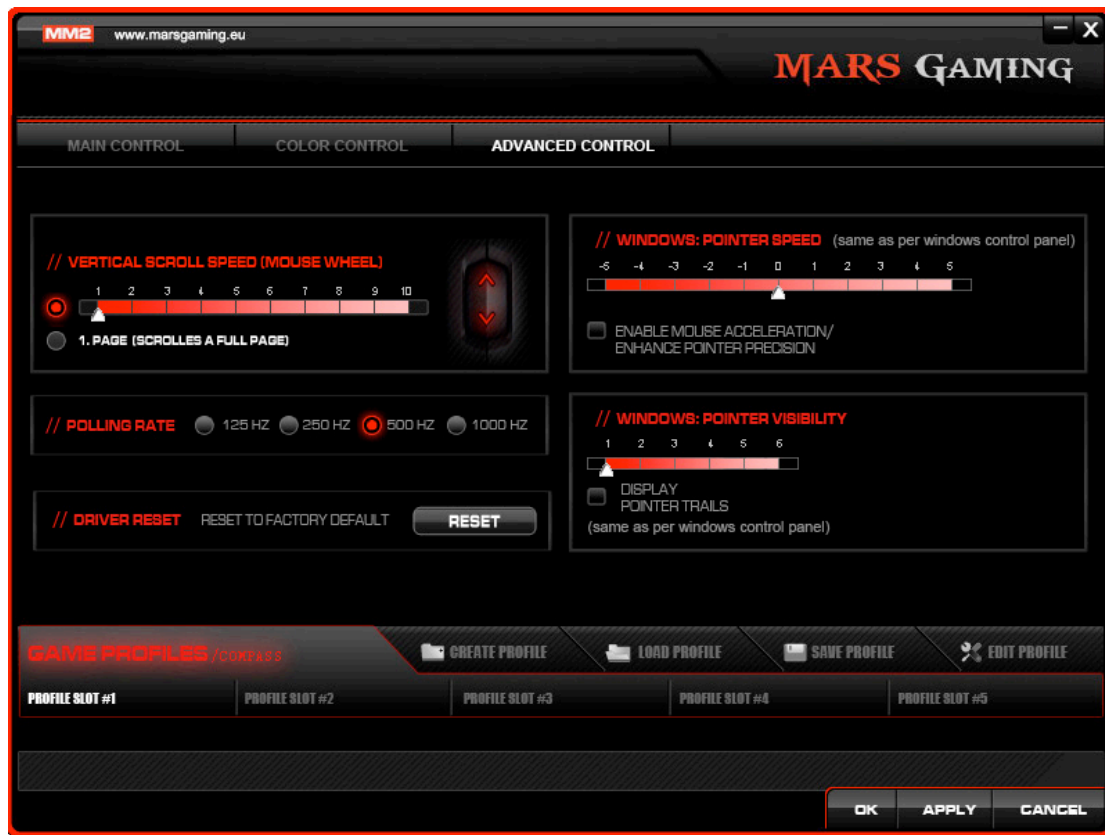 MM2 www.marsgaming.eu
MARS GAMING
MAIN CONTROL COLOR CONTROL ADVANCED CONTROL
// VERTICAL SCROLL SPEED (MOUSE WHEEL)
1 2 3 4 5 6 7 8 9 10
1. PAGE (SCROLLES A FULL PAGE)
// POLLING RATE 125 HZ 250 HZ 500 HZ 1000 HZ
// DRIVER RESET RESET TO FACTORY DEFAULT RESET
// WINDOWS: POINTER SPEED (same as per windows control panel)
-5 -4 -3 -2 -1 0 1 2 3 4 5
ENABLE MOUSE ACCELERATION/
ENHANCE POINTER PRECISION
// WINDOWS: POINTER VISIBILITY
1 2 3 4 5 6
DISPLAY
POINTER TRAILS
(same as per windows control panel)
GAME PROFILES /COMPASS CREATE PROFILE LOAD PROFILE SAVE PROFILE EDIT PROFILE
PROFILE SLOT #1 PROFILE SLOT #2 PROFILE SLOT #3 PROFILE SLOT #4 PROFILE SLOT #5
OK APPLY CANCEL